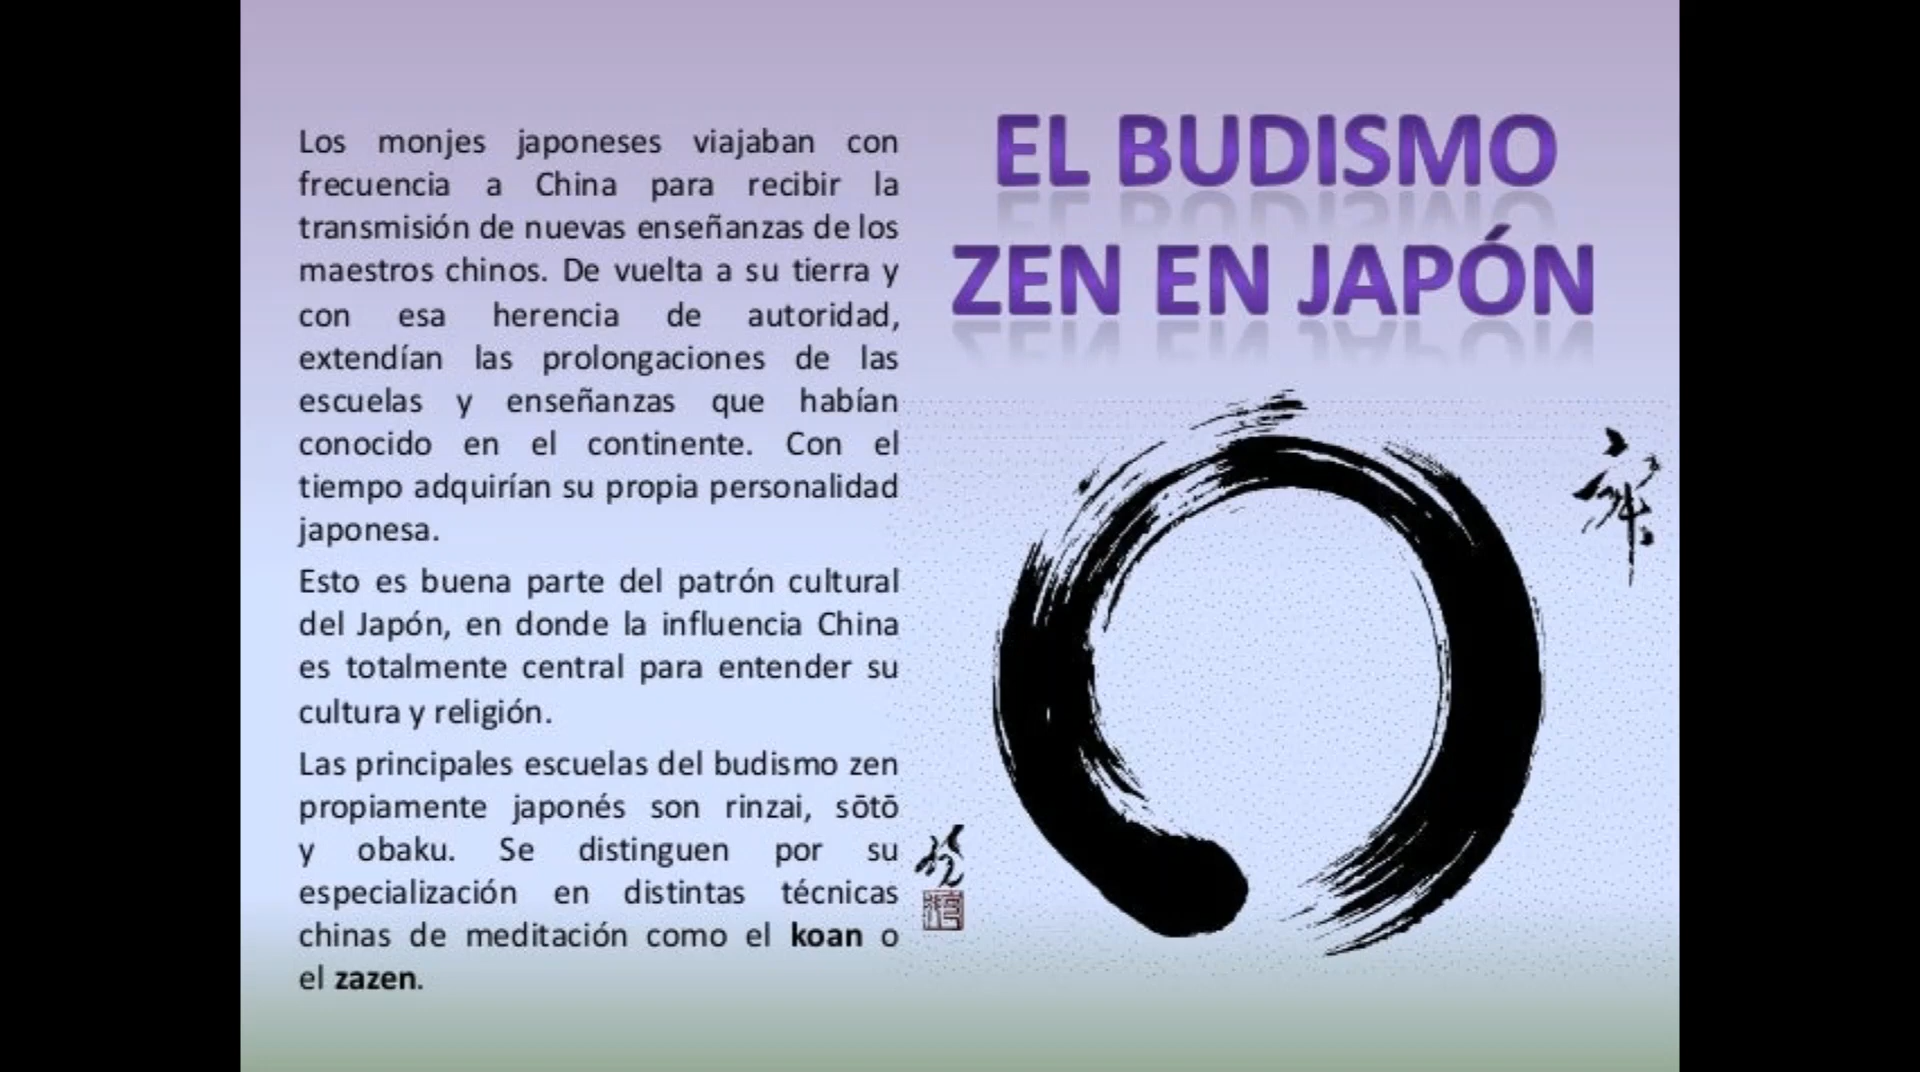 EL BUDISMO
ZEN EN JAPÓN
Los monjes japoneses viajaban con
frecuencia a China para recibir la
transmisión de nuevas enseñanzas de los
maestros chinos. De vuelta a su tierra y
con esa herencia de autoridad,
extendían las prolongaciones de las
escuelas y enseñanzas que habían
conocido en el continente. Con el
tiempo adquirían su propia personalidad
japonesa.
Esto es buena parte del patrón cultural
del Japón, en donde la influencia China
es totalmente central para entender su
cultura y religión.
Las principales escuelas del budismo zen
propiamente japonés son rinzai, sōtō
y obaku. Se distinguen por su
especialización en distintas técnicas
chinas de meditación como el koan o
el zazen.